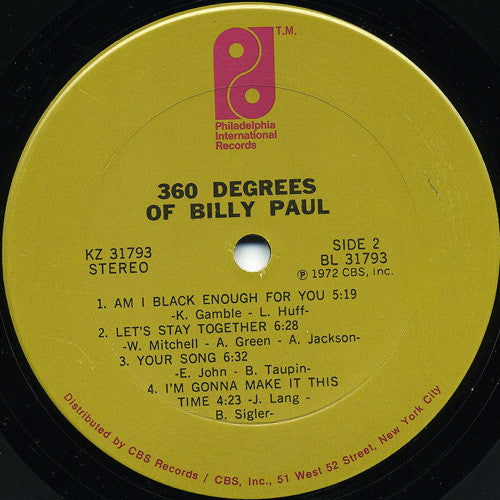 T.M.
Philadelphia
International
Records
360 DEGREES
OF BILLY PAUL
KZ 31793
STEREO
SIDE 2
BL 31793
℗ 1972 CBS, Inc.
1. AM I BLACK ENOUGH FOR YOU 5:19
-K. Gamble - L. Huff-
2. LET'S STAY TOGETHER 6:28
-W. Mitchell - A. Green - A. Jackson-
3. YOUR SONG 6:32
-E. John - B. Taupin-
4. I'M GONNA MAKE IT THIS
TIME 4:23 -J. Lang -
B. Sigler-
Distributed by CBS Records / CBS, Inc., 51 West 52 Street, New York City